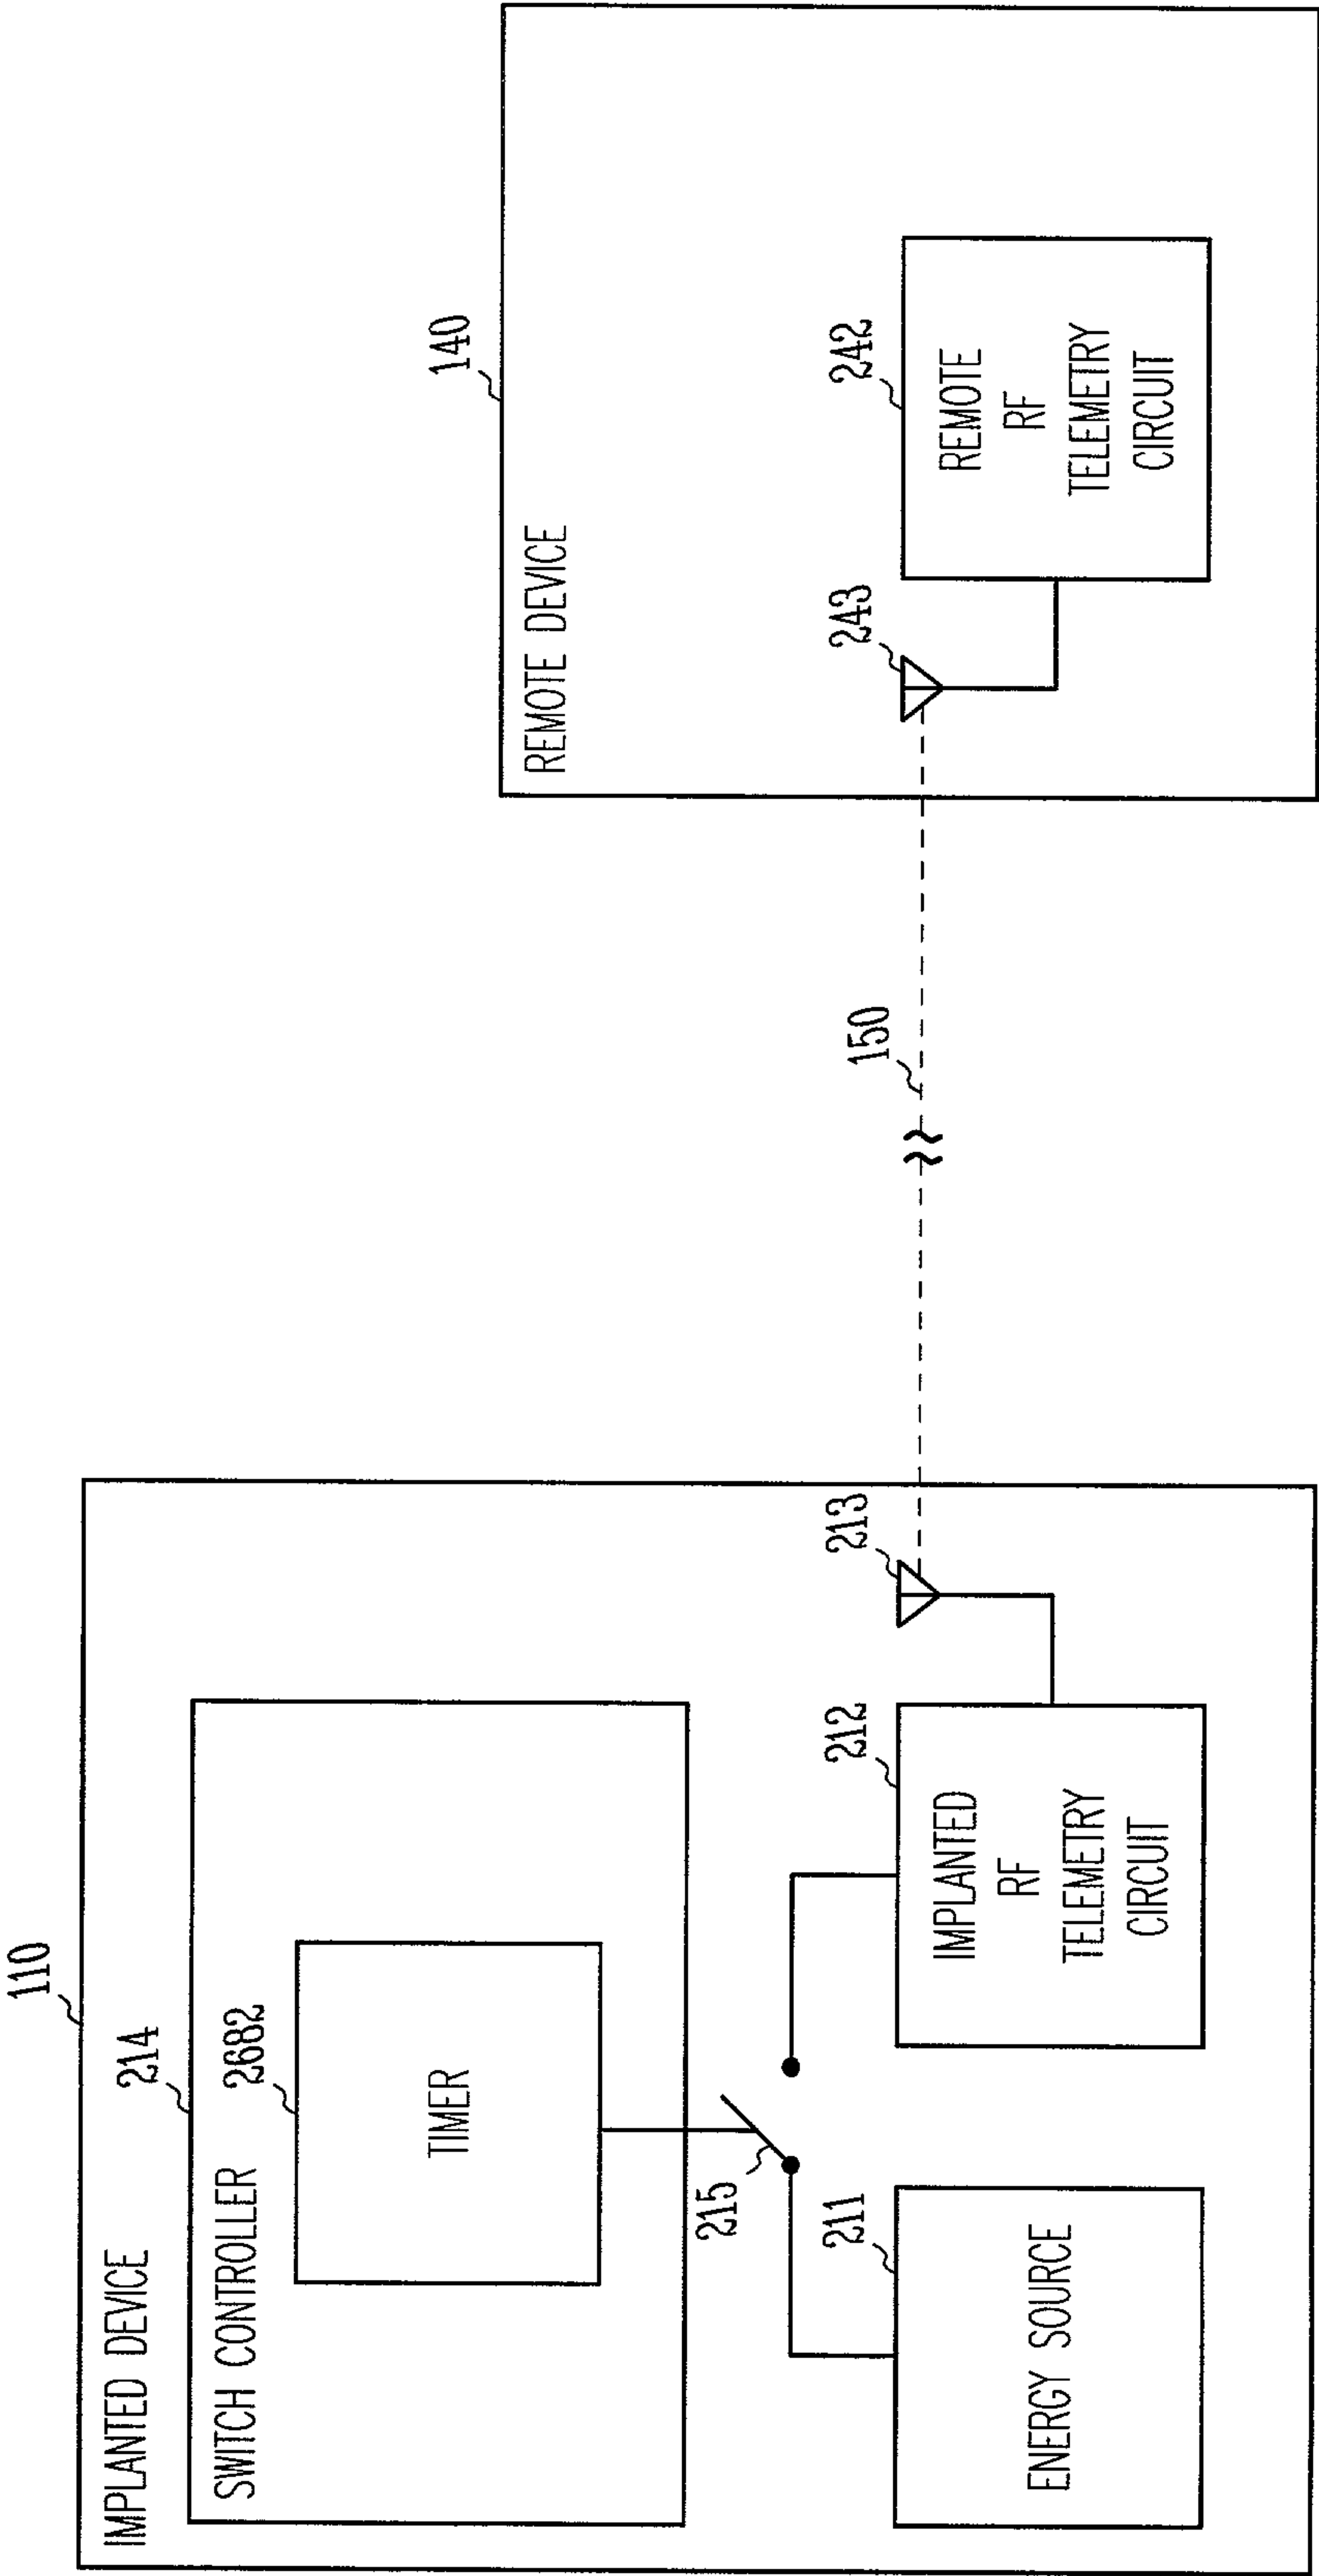 110
IMPLANTED DEVICE
214
SWITCH CONTROLLER
2682
TIMER
215
211
ENERGY SOURCE
212
IMPLANTED
RF
TELEMETRY
CIRCUIT
213
150
140
REMOTE DEVICE
243
242
REMOTE
RF
TELEMETRY
CIRCUIT